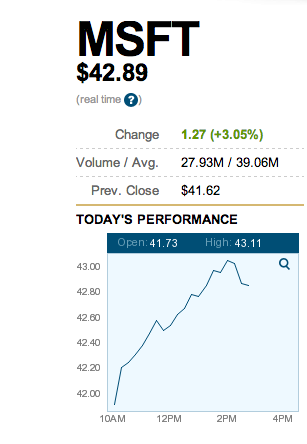 MSFT
$42.89
(real time ?)
Change 1.27 (+3.05%)
Volume / Avg. 27.93M / 39.06M
Prev. Close $41.62
TODAY'S PERFORMANCE
Open: 41.73 High: 43.11
43.00
42.80
42.60
42.40
42.20
42.00
10AM 12PM 2PM 4PM